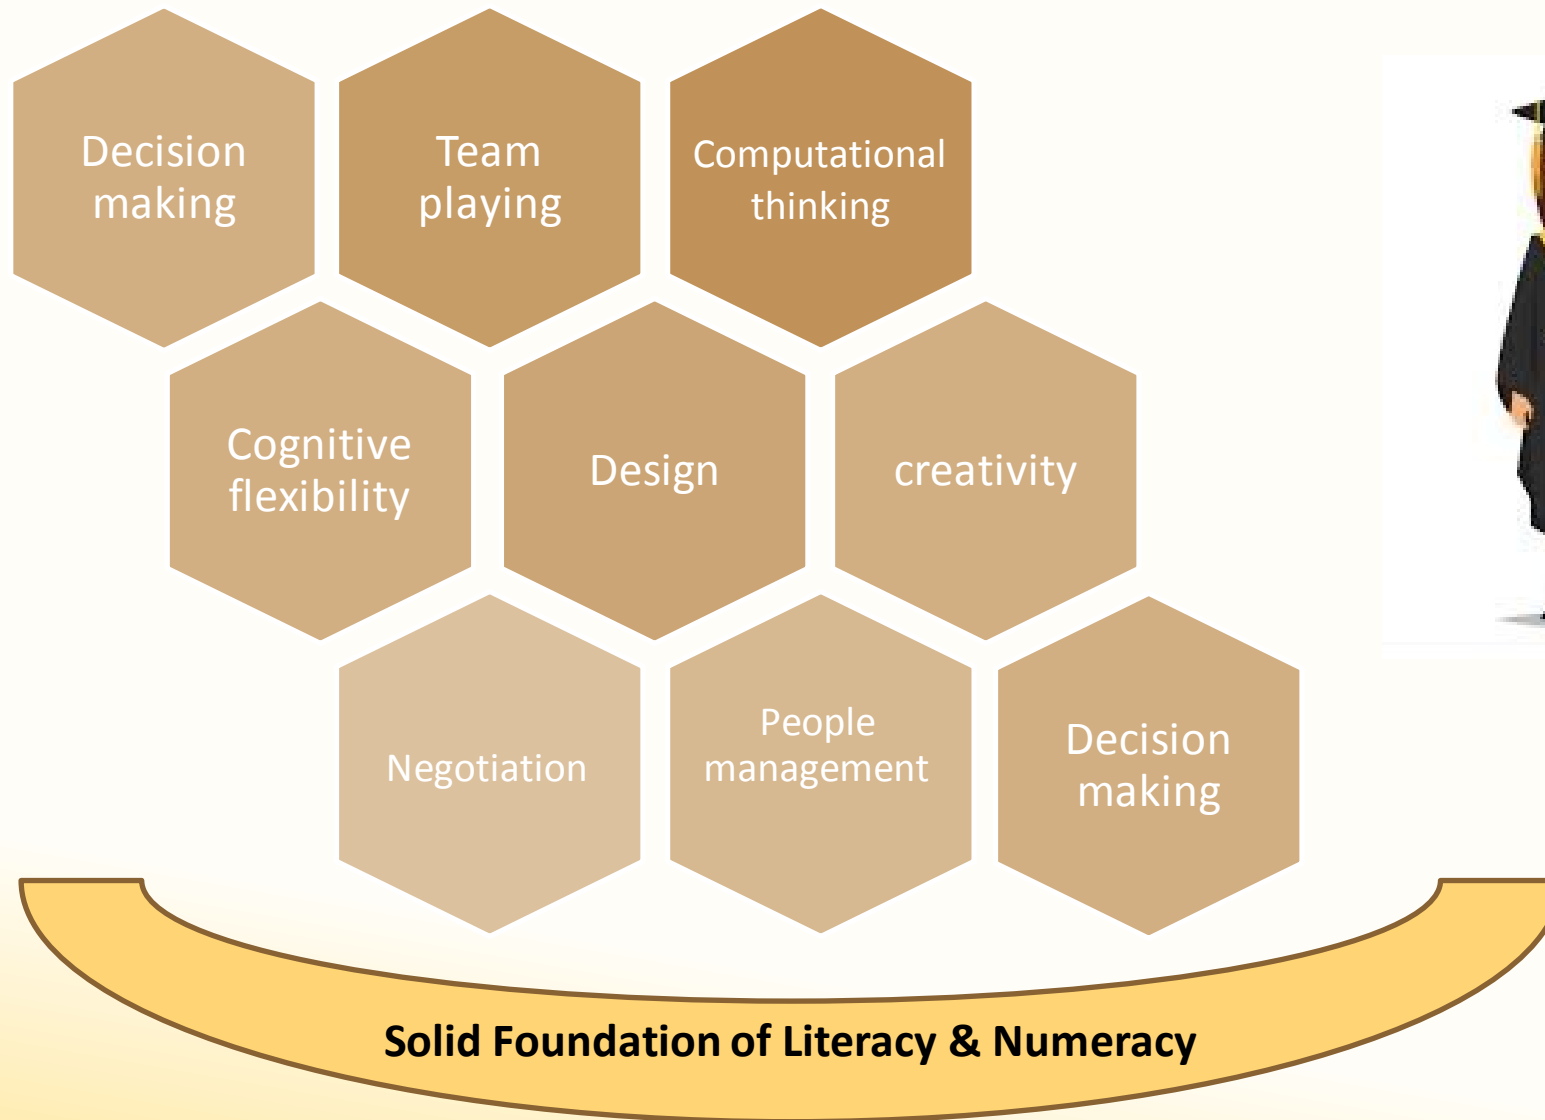 Decision
making
Team
playing
Computational
thinking
Cognitive
flexibility
Design
creativity
Negotiation
People
management
Decision
making
Solid Foundation of Literacy & Numeracy